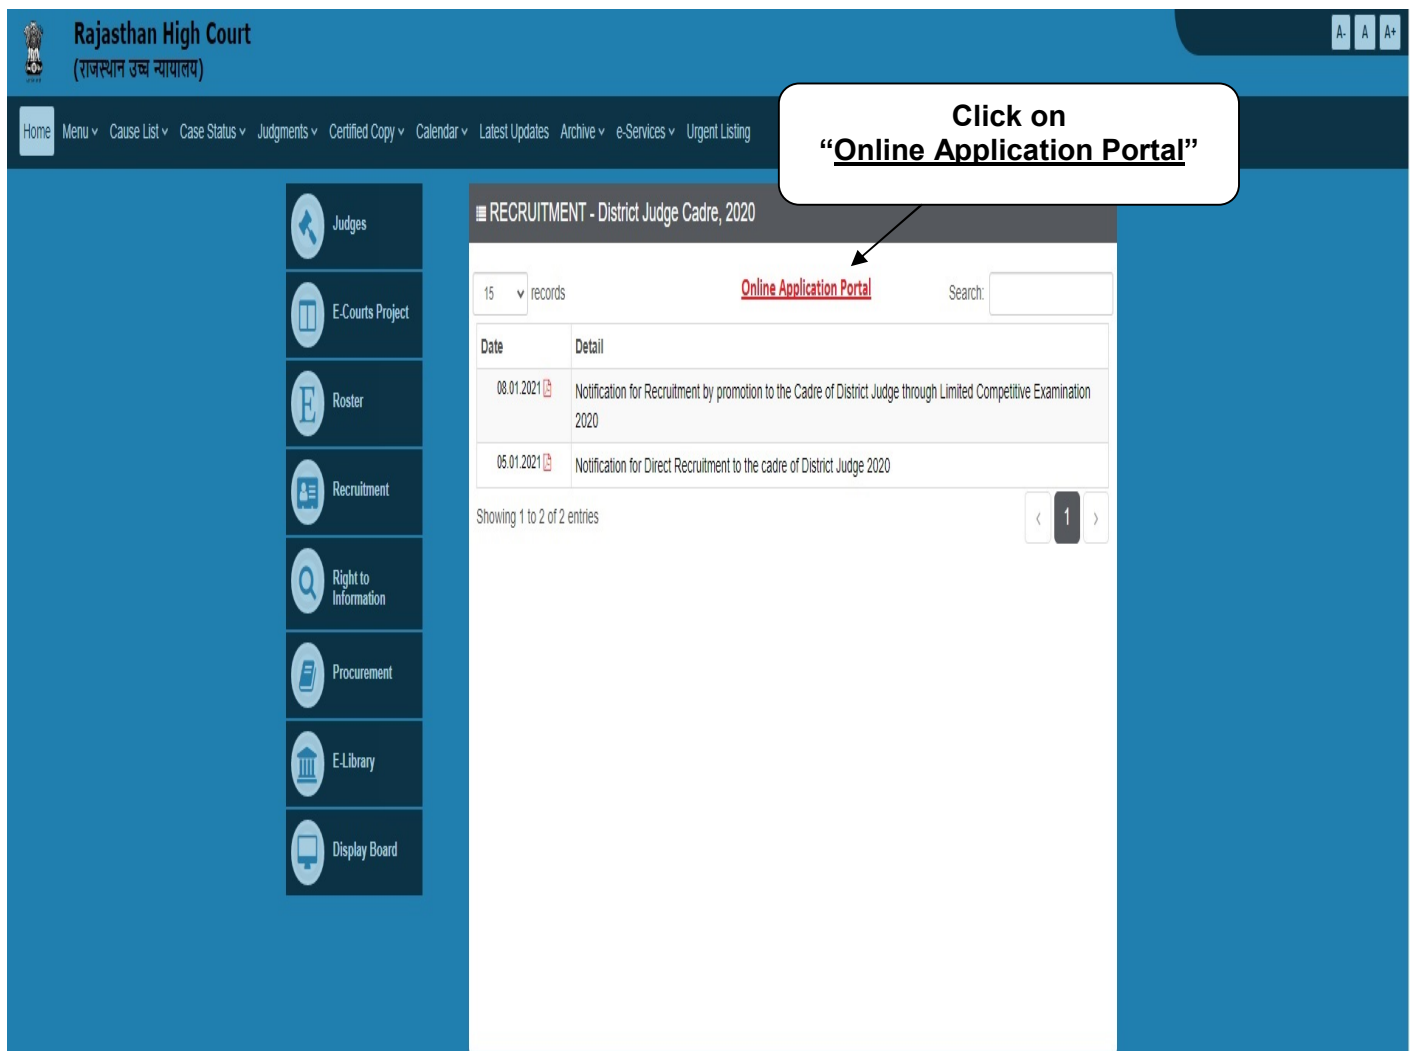 Rajasthan High Court
(राजस्थान उच्च न्यायालय)
A- A A+
Home Menu Cause List Case Status Judgments Certified Copy Calendar Latest Updates Archive e-Services Urgent Listing
Click on
“Online Application Portal”
Judges
E-Courts Project
Roster
Recruitment
Right to
Information
Procurement
E-Library
Display Board
RECRUITMENT - District Judge Cadre, 2020
15 records
Online Application Portal
Search:
Date Detail
08.01.2021 Notification for Recruitment by promotion to the Cadre of District Judge through Limited Competitive Examination
2020
05.01.2021 Notification for Direct Recruitment to the cadre of District Judge 2020
Showing 1 to 2 of 2 entries
‹ 1 ›